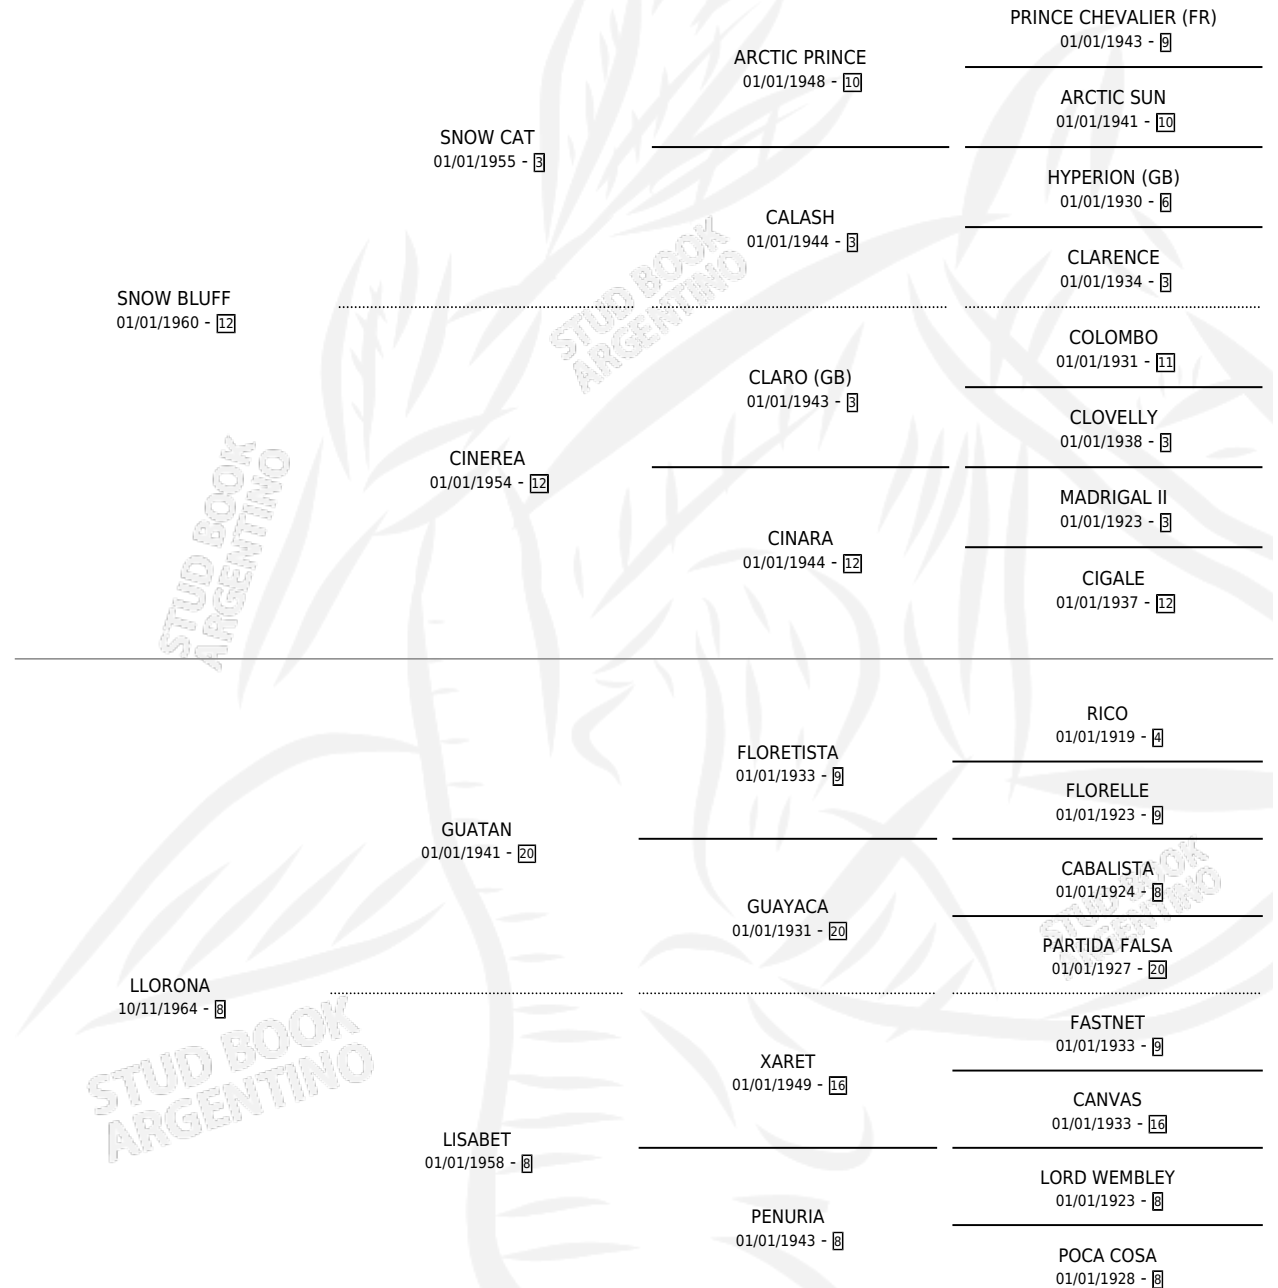 PRINCE CHEVALIER (FR)
01/01/1943 - 9
ARCTIC PRINCE
01/01/1948 - 10
ARCTIC SUN
01/01/1941 - 10
SNOW CAT
01/01/1955 - 3
HYPERION (GB)
01/01/1930 - 6
CALASH
01/01/1944 - 3
CLARENCE
01/01/1934 - 3
SNOW BLUFF
01/01/1960 - 12
COLOMBO
01/01/1931 - 11
CLARO (GB)
01/01/1943 - 3
CLOVELLY
01/01/1938 - 3
CINEREA
01/01/1954 - 12
MADRIGAL II
01/01/1923 - 3
CINARA
01/01/1944 - 12
CIGALE
01/01/1937 - 12
STUD BOOK
ARGENTINO
STUD BOOK
ARGENTINO
RICO
01/01/1919 - 4
FLORETISTA
01/01/1933 - 9
FLORELLE
01/01/1923 - 9
GUATAN
01/01/1941 - 20
CABALISTA
01/01/1924 - 8
GUAYACA
01/01/1931 - 20
PARTIDA FALSA
01/01/1927 - 20
LLORONA
10/11/1964 - 8
FASTNET
01/01/1933 - 9
XARET
01/01/1949 - 16
CANVAS
01/01/1933 - 16
LISABET
01/01/1958 - 8
LORD WEMBLEY
01/01/1923 - 8
PENURIA
01/01/1943 - 8
POCA COSA
01/01/1928 - 8
STUD BOOK
ARGENTINO
STUD BOOK
ARGENTINO